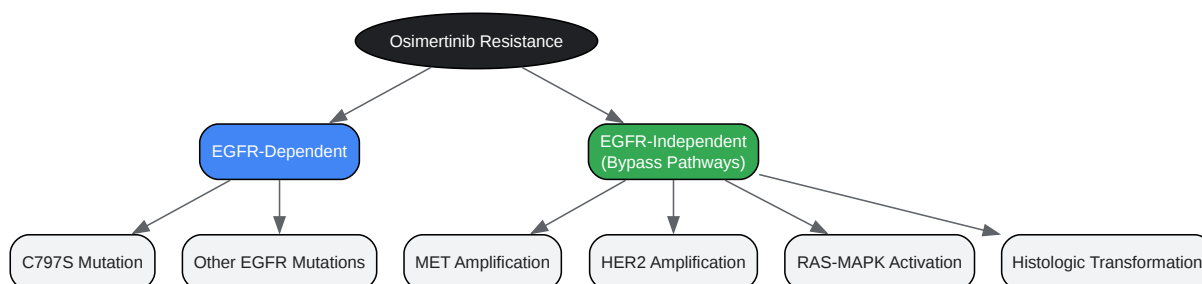 Osimertinib Resistance
EGFR-Dependent
EGFR-Independent
(Bypass Pathways)
C797S Mutation
Other EGFR Mutations
MET Amplification
HER2 Amplification
RAS-MAPK Activation
Histologic Transformation